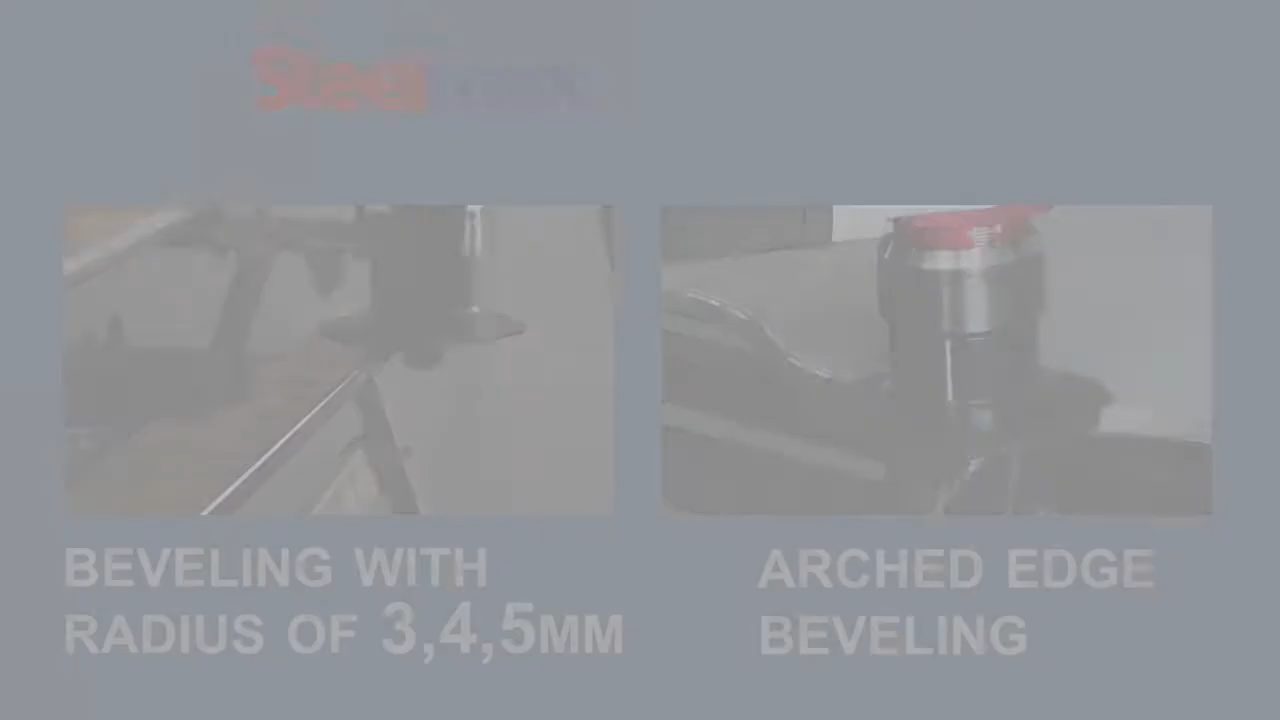 BEVELING WITH
RADIUS OF 3,4,5MM
ARCHED EDGE
BEVELING